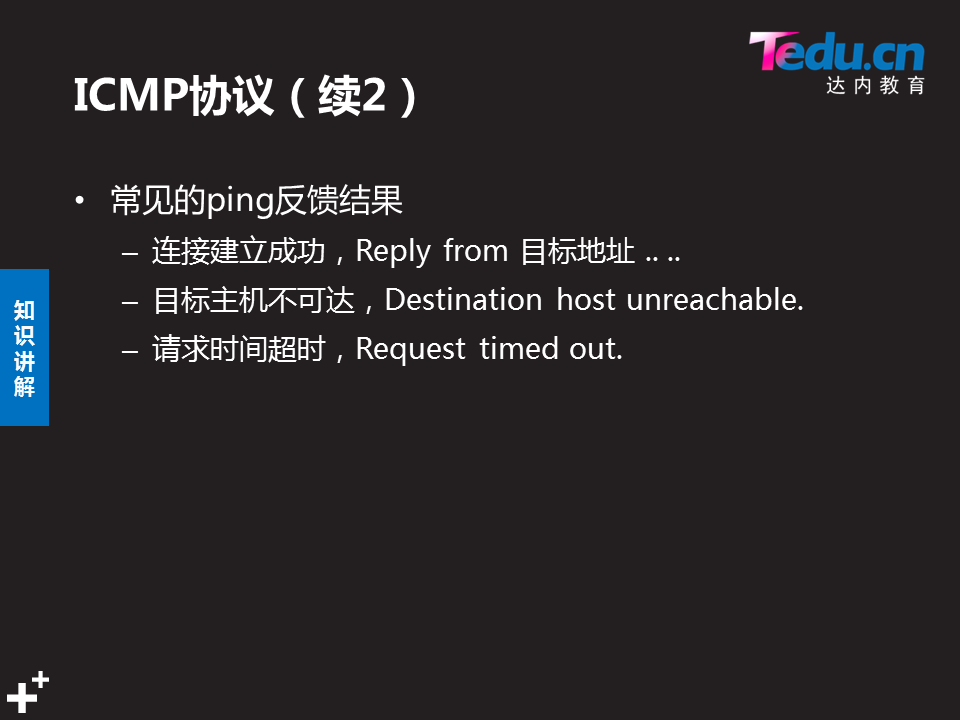 Tedu.cn
达内教育
ICMP协议（续2）
• 常见的ping反馈结果
– 连接建立成功，Reply from 目标地址 .. ..
– 目标主机不可达，Destination host unreachable.
– 请求时间超时，Request timed out.
知
识
讲
解